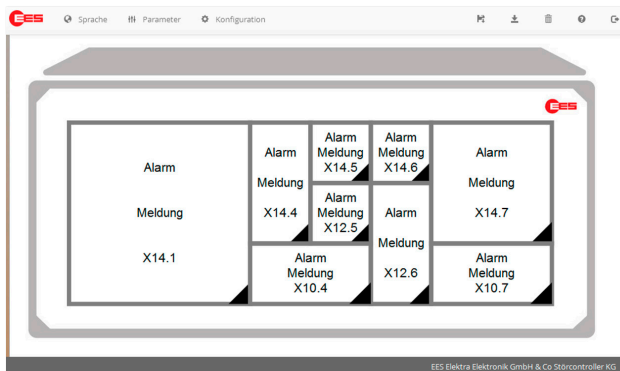 EES Sprache Parameter Konfiguration
EES
Alarm
Meldung
X14.1
Alarm
Meldung
X14.4
Alarm
Meldung
X14.5
Alarm
Meldung
X14.6
Alarm
Meldung
X14.7
Alarm
Meldung
X12.5
Alarm
Meldung
X12.6
Alarm
Meldung
X10.4
Alarm
Meldung
X10.7
EES Elektra Elektronik GmbH & Co Störcontroller KG